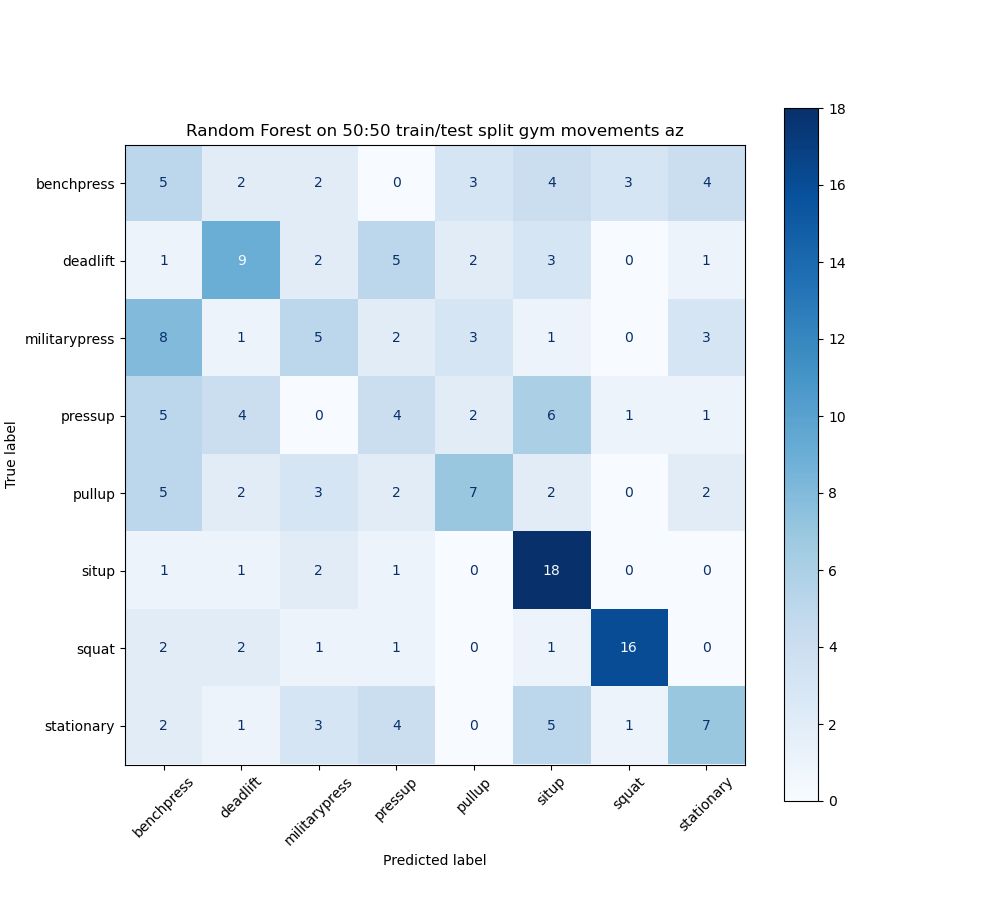 Random Forest on 50:50 train/test split gym movements az
benchpress 5 2 2 0 3 4 3 4
deadlift 1 9 2 5 2 3 0 1
militarypress 8 1 5 2 3 1 0 3
pressup 5 4 0 4 2 6 1 1
pullup 5 2 3 2 7 2 0 2
situp 1 1 2 1 0 18 0 0
squat 2 2 1 1 0 1 16 0
stationary 2 1 3 4 0 5 1 7
True label
benchpress deadlift militarypress pressup pullup situp squat stationary
Predicted label
18
16
14
12
10
8
6
4
2
0